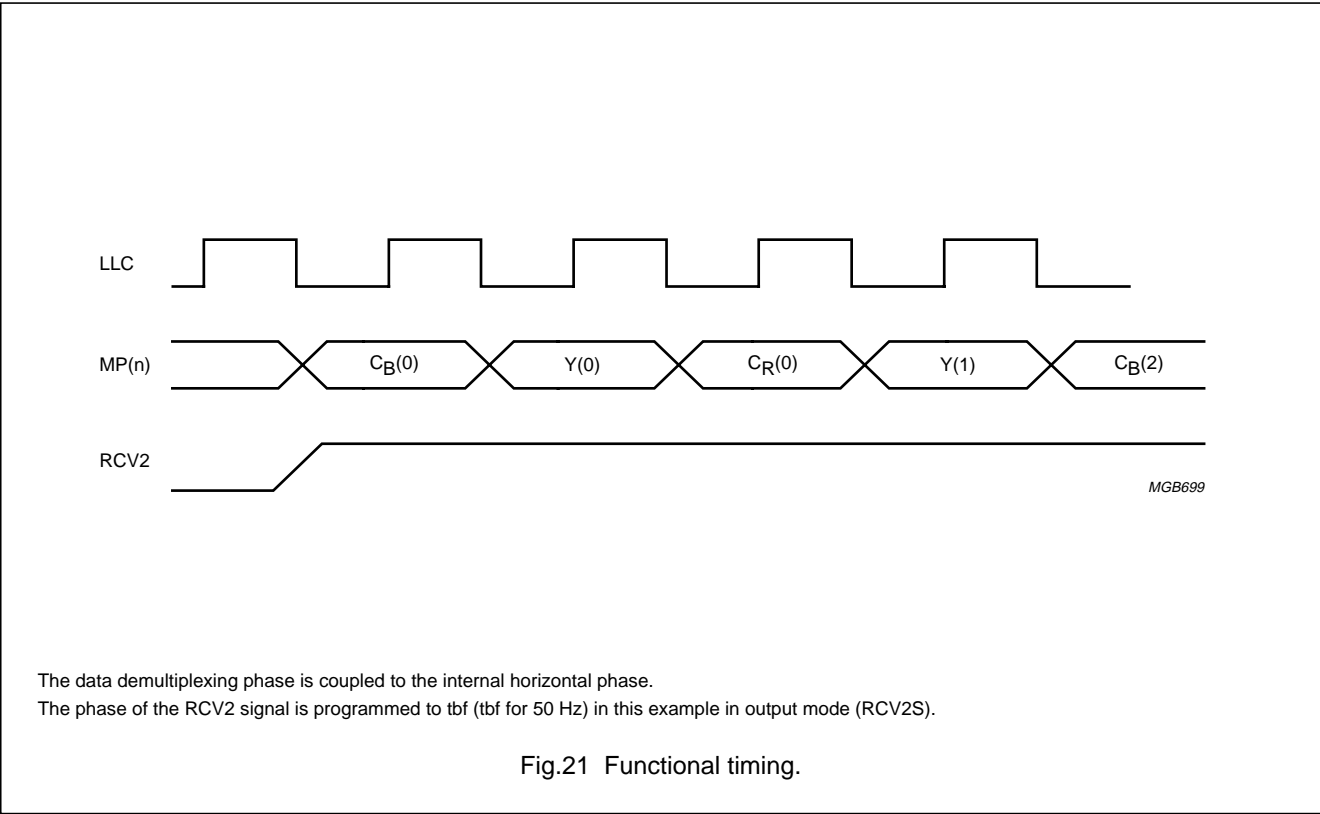 LLC
MP(n) CB(0) Y(0) CR(0) Y(1) CB(2)
RCV2
MGB699
The data demultiplexing phase is coupled to the internal horizontal phase.
The phase of the RCV2 signal is programmed to tbf (tbf for 50 Hz) in this example in output mode (RCV2S).
Fig.21 Functional timing.